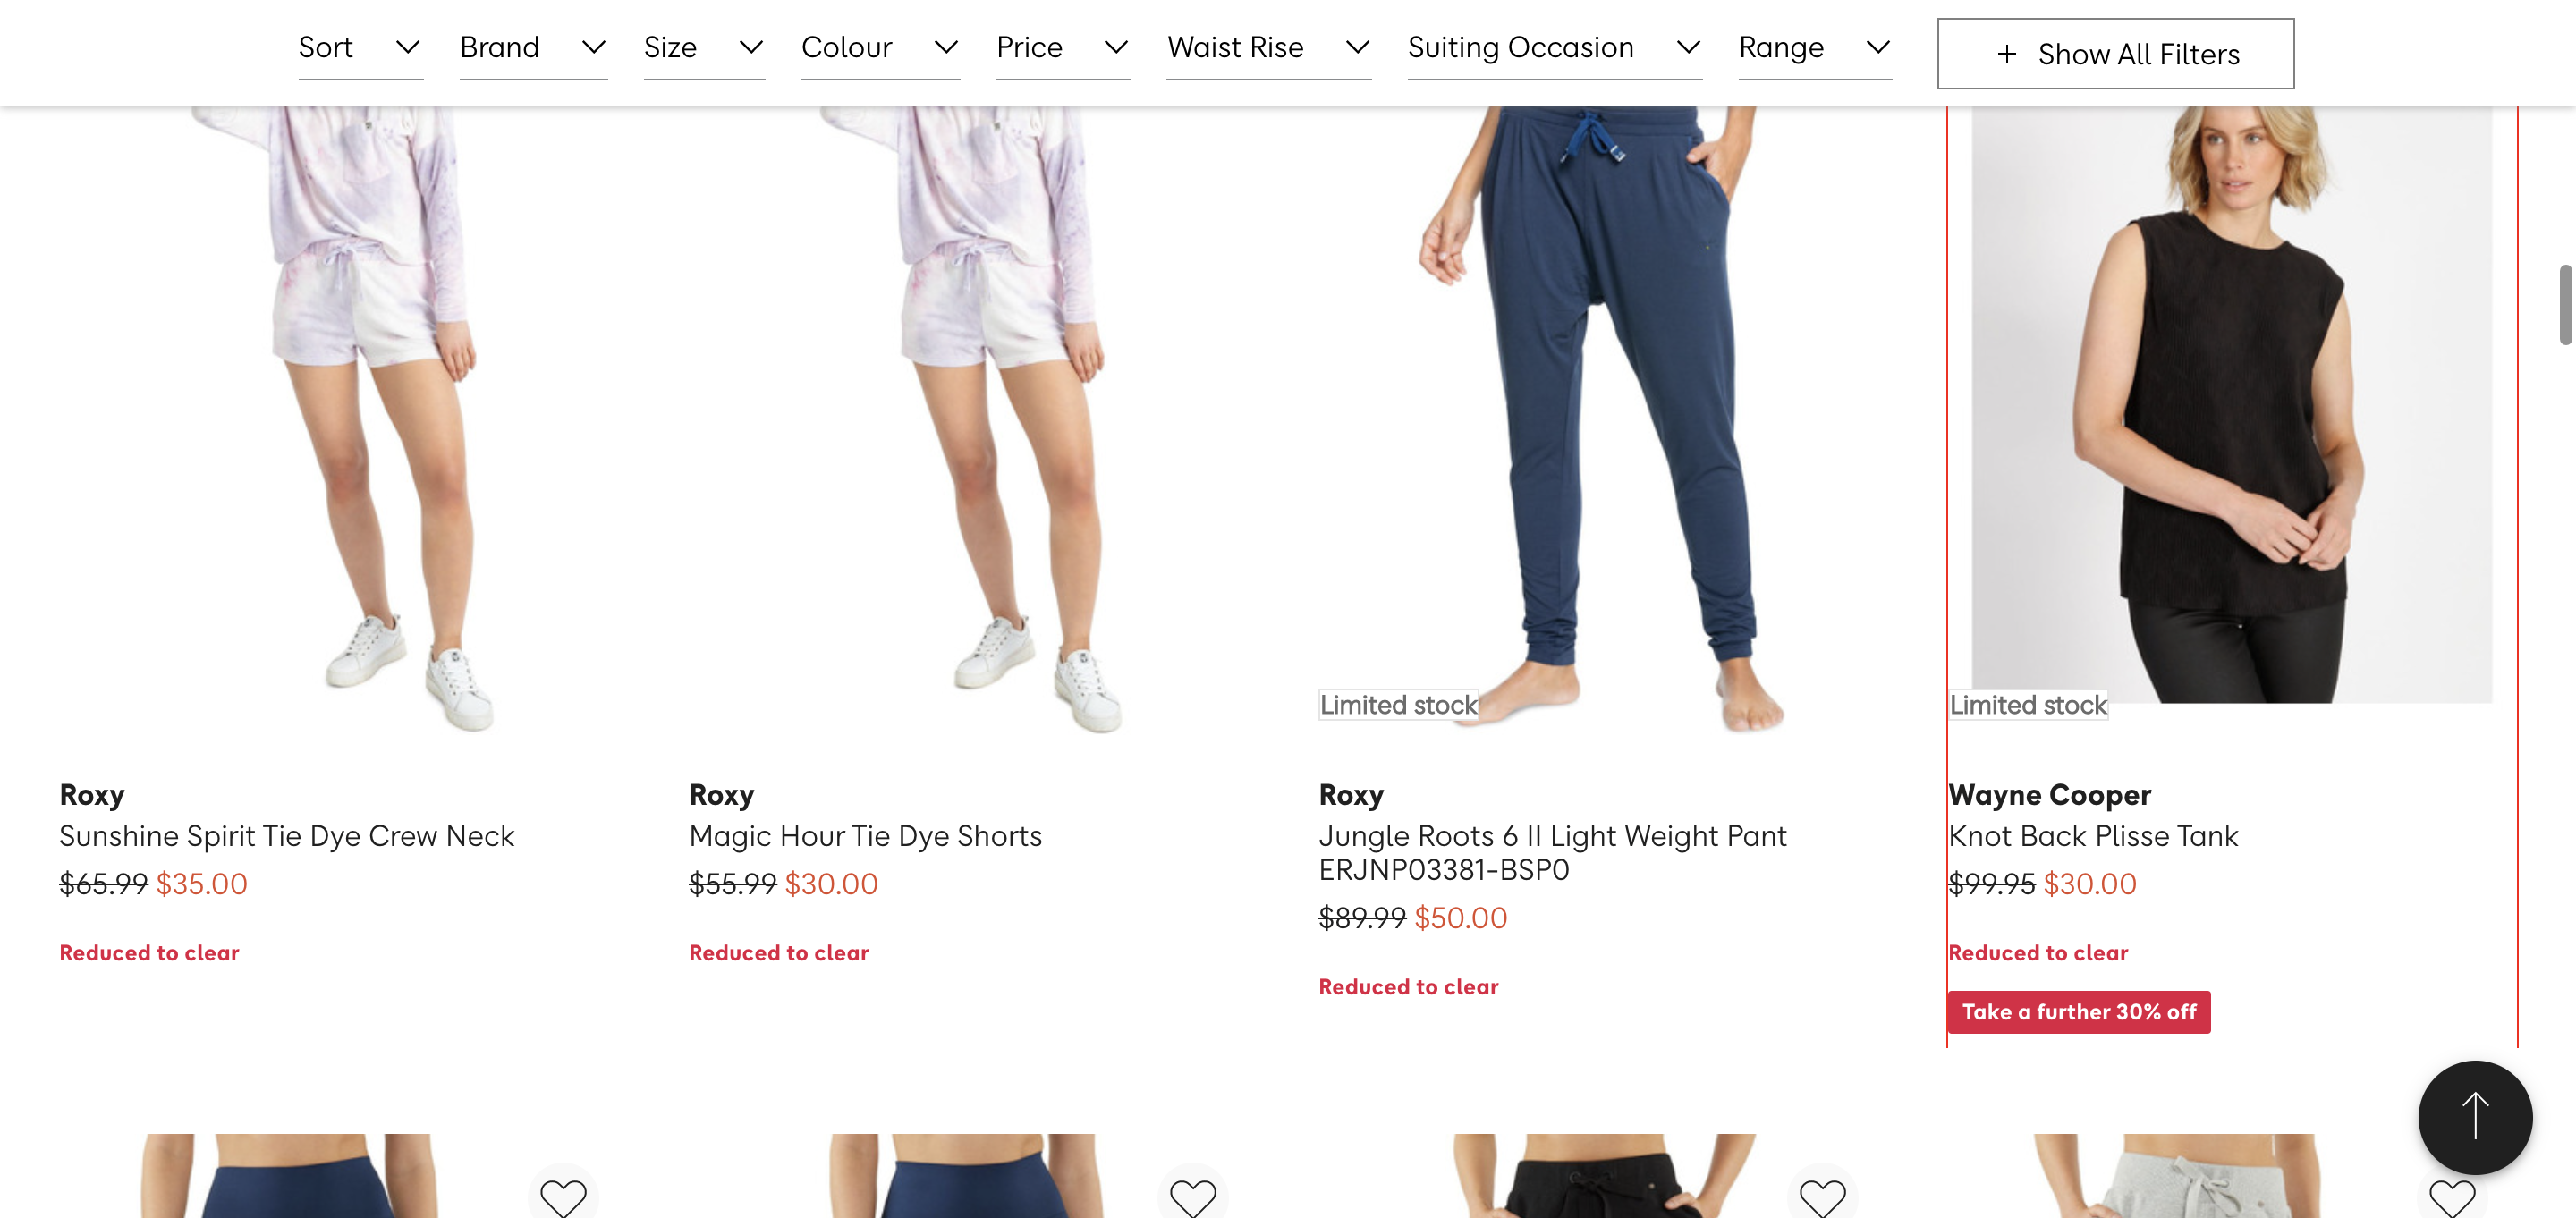 Sort Brand Size Colour Price Waist Rise Suiting Occasion Range + Show All Filters
Limited stock
Limited stock
Roxy
Sunshine Spirit Tie Dye Crew Neck
$65.99 $35.00
Reduced to clear
Roxy
Magic Hour Tie Dye Shorts
$55.99 $30.00
Reduced to clear
Roxy
Jungle Roots 6 II Light Weight Pant
ERJNP03381-BSP0
$89.99 $50.00
Reduced to clear
Wayne Cooper
Knot Back Plisse Tank
$99.95 $30.00
Reduced to clear
Take a further 30% off